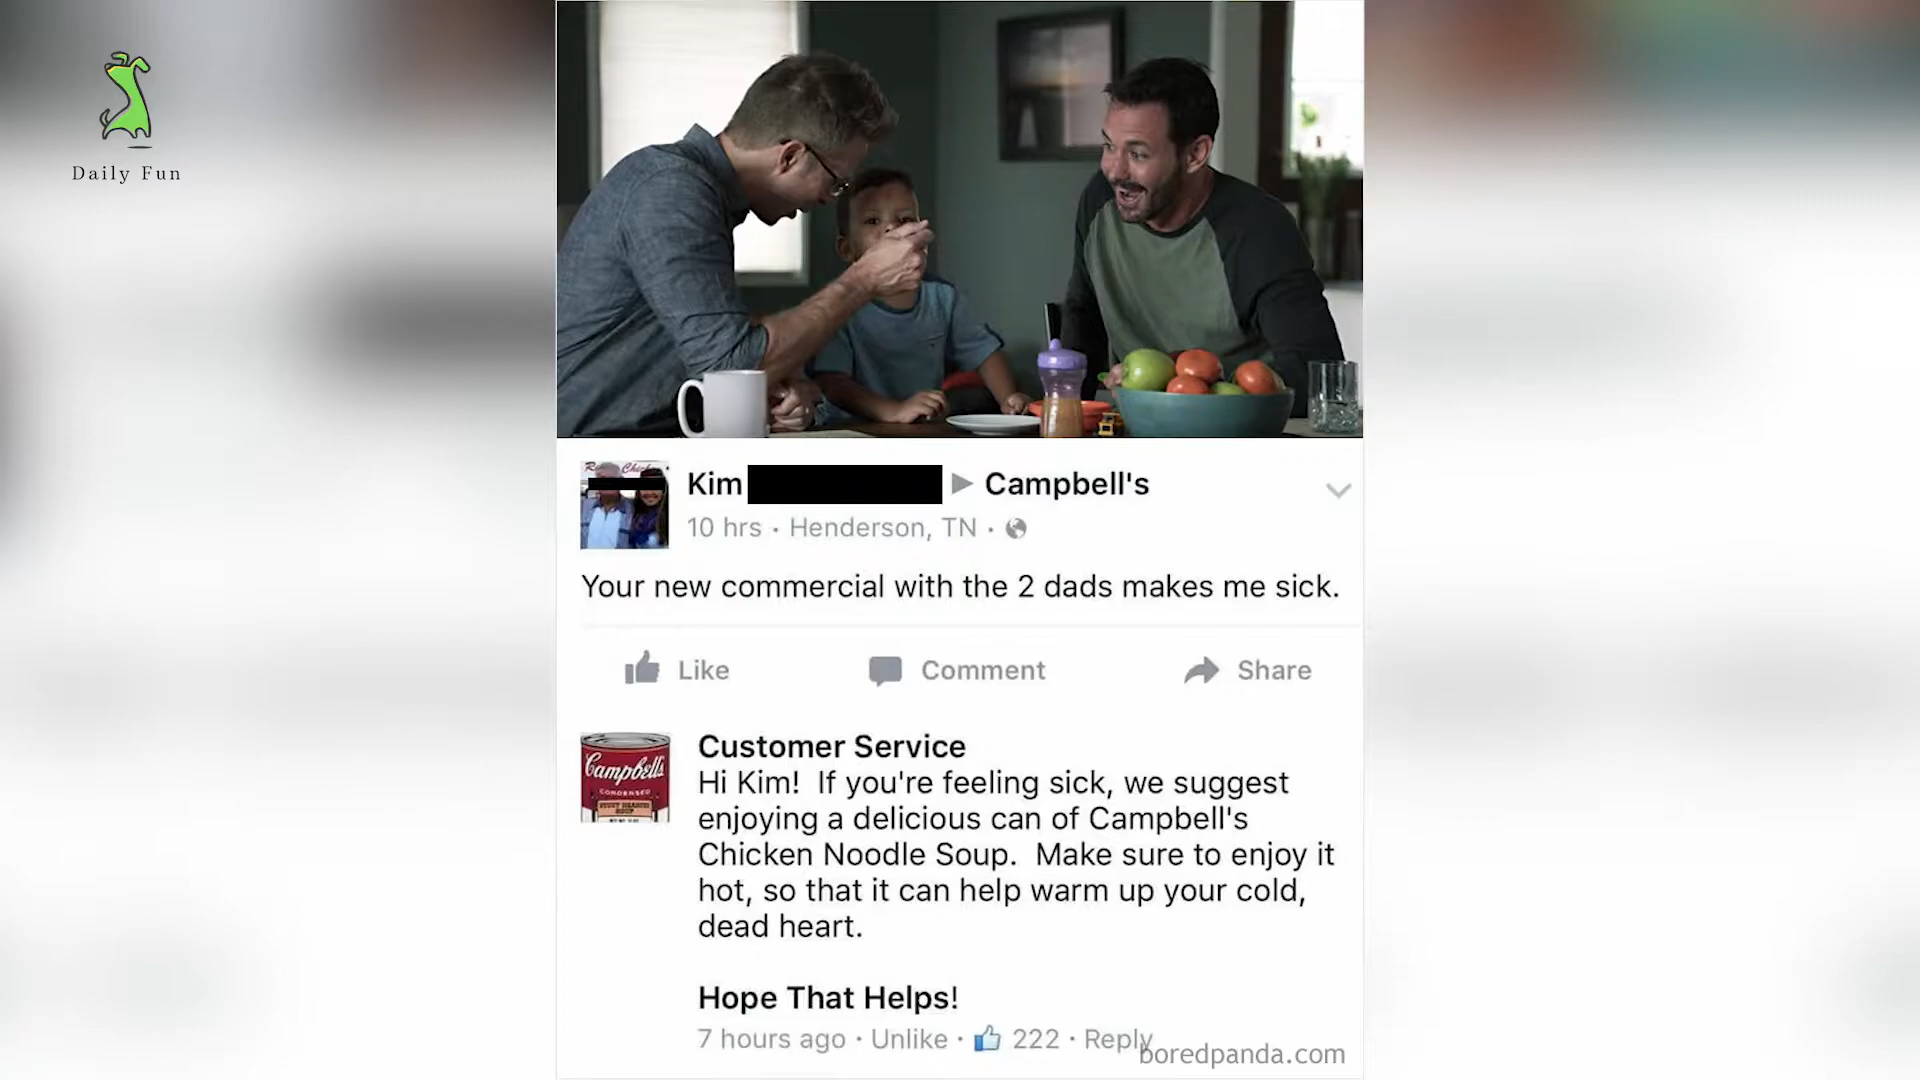 Daily Fun
Kim
Campbell's
10 hrs · Henderson, TN ·
Your new commercial with the 2 dads makes me sick.
Like
Comment
Share
Campbell's
CONDENSED
Customer Service
Hi Kim!  If you're feeling sick, we suggest
enjoying a delicious can of Campbell's
Chicken Noodle Soup.  Make sure to enjoy it
hot, so that it can help warm up your cold,
dead heart.
Hope That Helps!
7 hours ago · Unlike · 222 · Reply
boredpanda.com